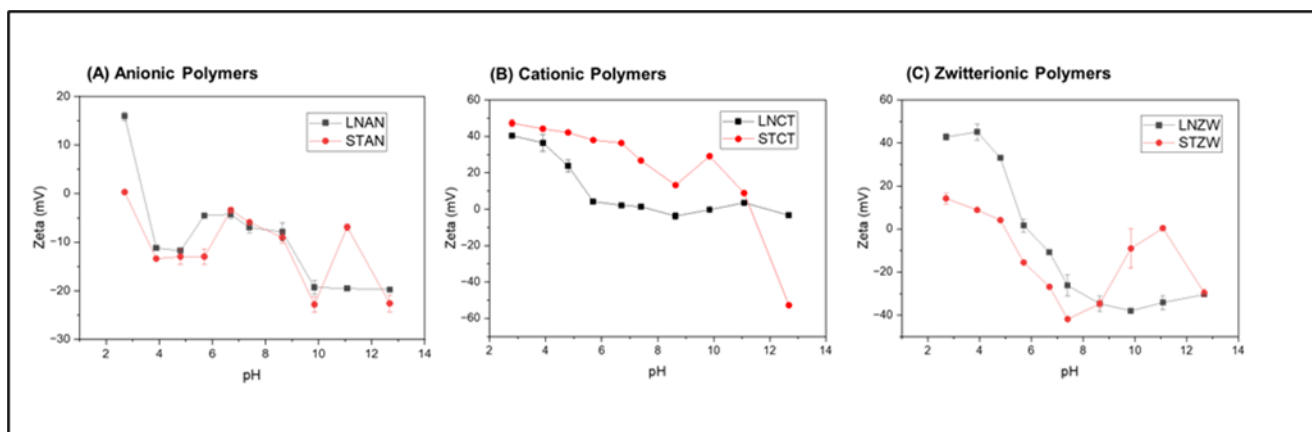 (A) Anionic Polymers
20
10
0
−10
−20
−30
Zeta (mV)
LNAN
STAN
2 4 6 8 10 12 14
pH
(B) Cationic Polymers
60
40
20
0
−20
−40
−60
Zeta (mV)
LNCT
STCT
2 4 6 8 10 12 14
pH
(C) Zwitterionic Polymers
60
40
20
0
−20
−40
Zeta (mV)
LNZW
STZW
2 4 6 8 10 12 14
pH